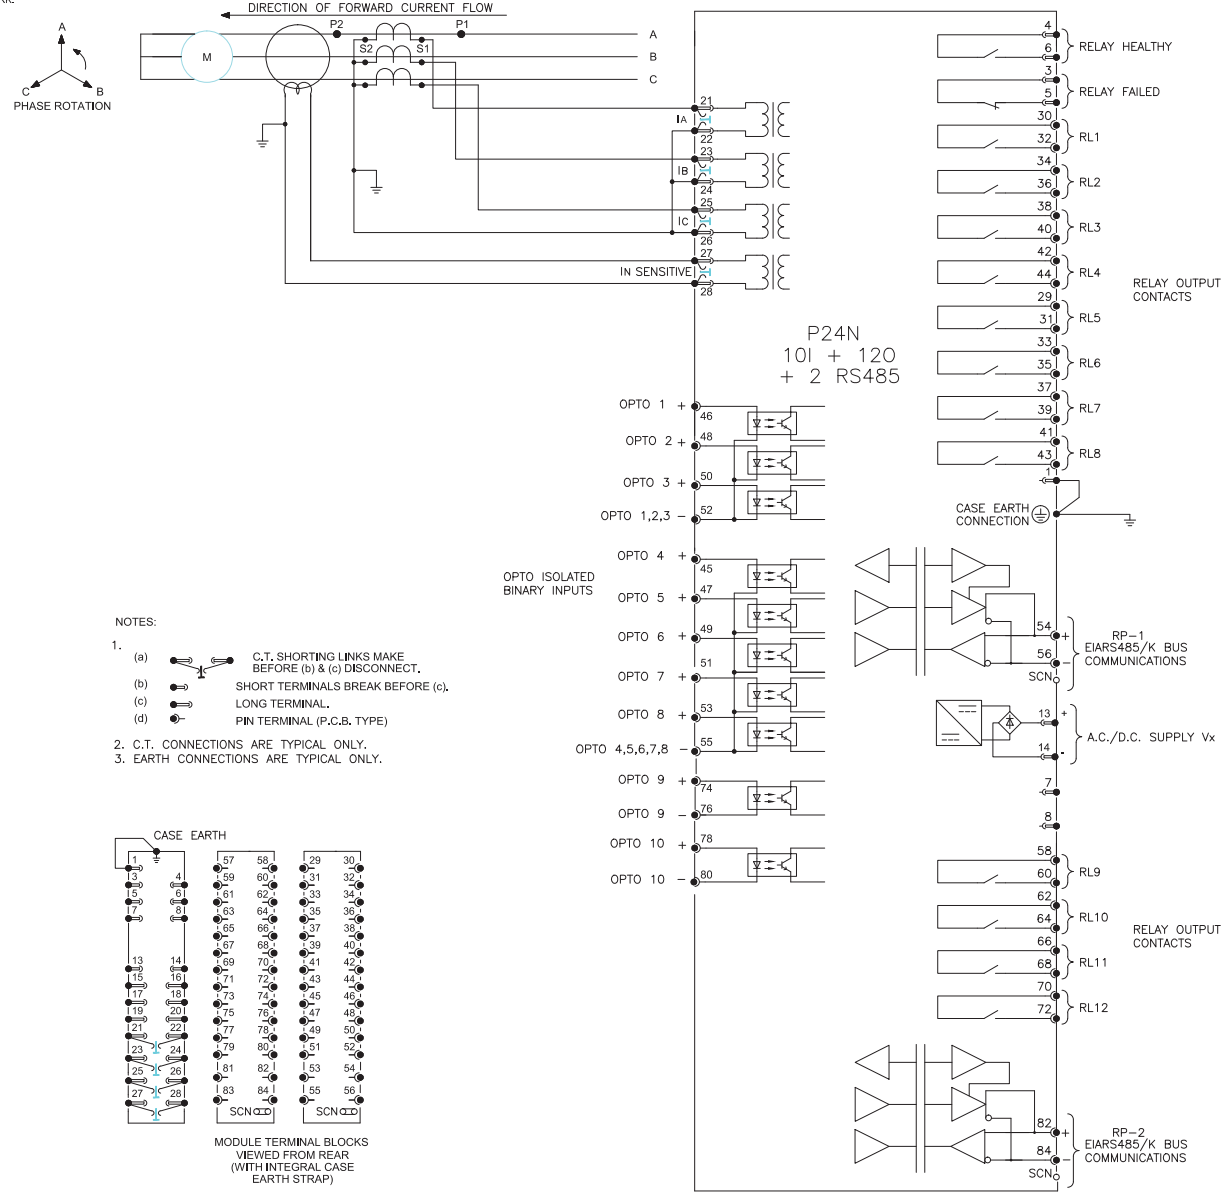 DIRECTION OF FORWARD CURRENT FLOW
A
C B
PHASE ROTATION
M
P2 P1
S2 S1
A
B
C
21
IA
22
23
IB
24
25
IC
26
27
IN SENSITIVE
28
P24N
10I + 12O
+ 2 RS485
4
6
RELAY HEALTHY
3
5
RELAY FAILED
30
32
RL1
34
36
RL2
38
40
RL3
42
44
RL4
29
31
RL5
33
35
RL6
37
39
RL7
41
43
RL8
RELAY OUTPUT
CONTACTS
1
CASE EARTH
CONNECTION
OPTO 1 + 46
OPTO 2 + 48
OPTO 3 + 50
OPTO 1,2,3 − 52
OPTO 4 + 45
OPTO 5 + 47
OPTO 6 + 49
OPTO 7 + 51
OPTO 8 + 53
OPTO 4,5,6,7,8 − 55
OPTO 9 + 74
OPTO 9 − 76
OPTO 10 + 78
OPTO 10 − 80
OPTO ISOLATED
BINARY INPUTS
54 +
56 −
SCN
RP-1
EIARS485/K BUS
COMMUNICATIONS
13 +
14 -
A.C./D.C. SUPPLY Vx
7
8
58
60
RL9
62
64
RL10
66
68
RL11
70
72
RL12
RELAY OUTPUT
CONTACTS
82 +
84 −
SCN
RP-2
EIARS485/K BUS
COMMUNICATIONS
NOTES:
1.
(a) C.T. SHORTING LINKS MAKE
BEFORE (b) & (c) DISCONNECT.
(b) SHORT TERMINALS BREAK BEFORE (c).
(c) LONG TERMINAL.
(d) PIN TERMINAL (P.C.B. TYPE)
2. C.T. CONNECTIONS ARE TYPICAL ONLY.
3. EARTH CONNECTIONS ARE TYPICAL ONLY.
CASE EARTH
1
3 4
5 6
7 8
13 14
15 16
17 18
19 20
21 22
23 24
25 26
27 28
57 58
59 60
61 62
63 64
65 66
67 68
69 70
71 72
73 74
75 76
77 78
79 80
81 82
83 84
SCN
29 30
31 32
33 34
35 36
37 38
39 40
41 42
43 44
45 46
47 48
49 50
51 52
53 54
55 56
SCN
MODULE TERMINAL BLOCKS
VIEWED FROM REAR
(WITH INTEGRAL CASE
EARTH STRAP)